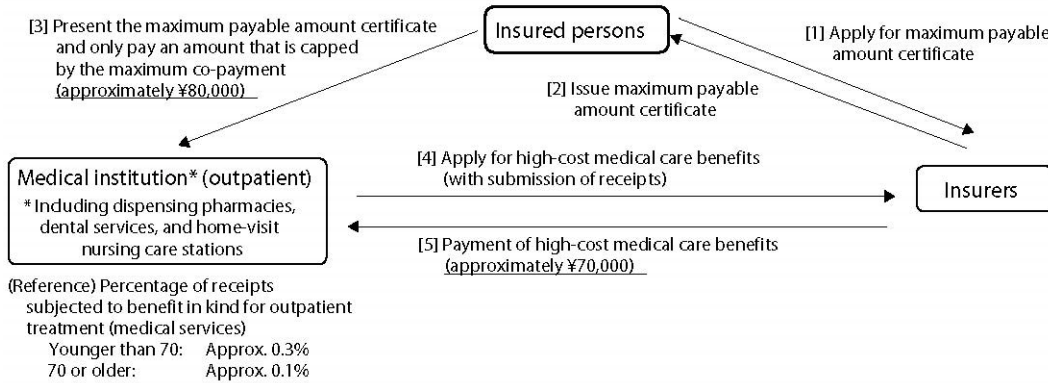 [3] Present the maximum payable amount certificate
and only pay an amount that is capped
by the maximum co-payment
(approximately ¥80,000)
Insured persons
[1] Apply for maximum payable
amount certificate
[2] Issue maximum payable
amount certificate
Medical institution* (outpatient)
* Including dispensing pharmacies,
dental services, and home-visit
nursing care stations
[4] Apply for high-cost medical care benefits
(with submission of receipts)
Insurers
[5] Payment of high-cost medical care benefits
(approximately ¥70,000)
(Reference) Percentage of receipts
subjected to benefit in kind for outpatient
treatment (medical services)
Younger than 70: Approx. 0.3%
70 or older: Approx. 0.1%